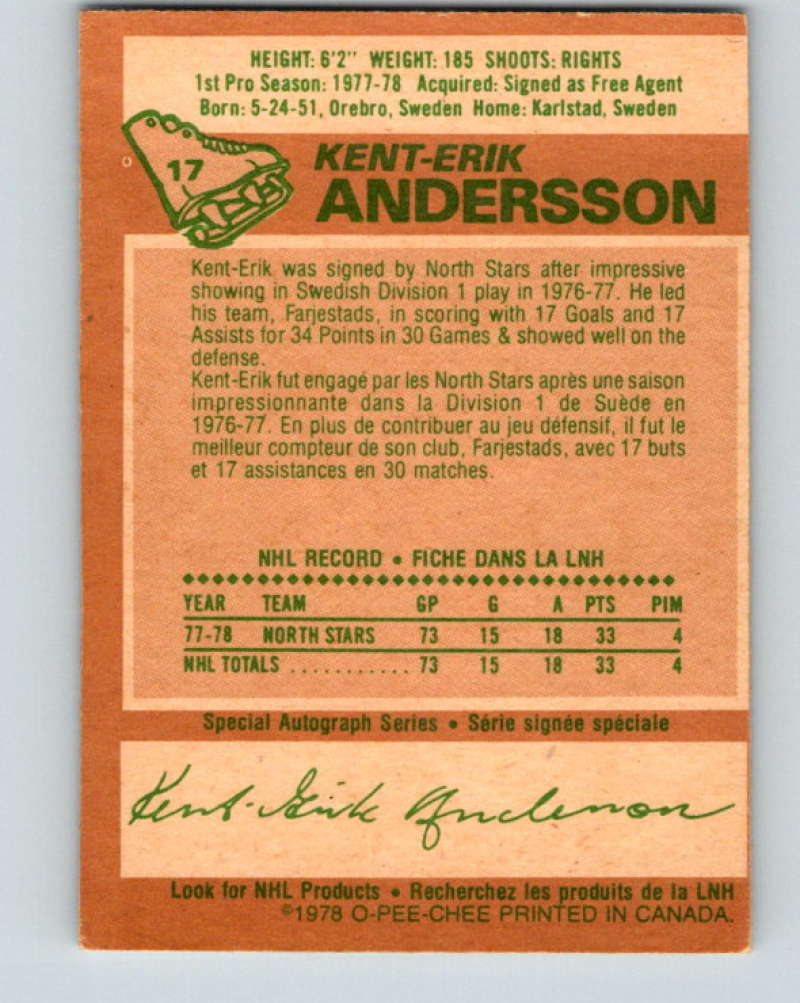 HEIGHT: 6'2" WEIGHT: 185 SHOOTS: RIGHTS
1st Pro Season: 1977-78 Acquired: Signed as Free Agent
Born: 5-24-51, Orebro, Sweden Home: Karlstad, Sweden
17
KENT-ERIK
ANDERSSON
Kent-Erik was signed by North Stars after impressive
showing in Swedish Division 1 play in 1976-77. He led
his team, Farjestads, in scoring with 17 Goals and 17
Assists for 34 Points in 30 Games & showed well on the
defense.
Kent-Erik fut engagé par les North Stars après une saison
impressionnante dans la Division 1 de Suède en
1976-77. En plus de contribuer au jeu défensif, il fut le
meilleur compteur de son club, Farjestads, avec 17 buts
et 17 assistances en 30 matches.
NHL RECORD • FICHE DANS LA LNH
YEAR TEAM GP G A PTS PIM
77-78 NORTH STARS 73 15 18 33 4
NHL TOTALS ........... 73 15 18 33 4
Special Autograph Series • Série signée spéciale
Kent-Erik Andersson
Look for NHL Products • Recherchez les produits de la LNH
©1978 O-PEE-CHEE PRINTED IN CANADA.